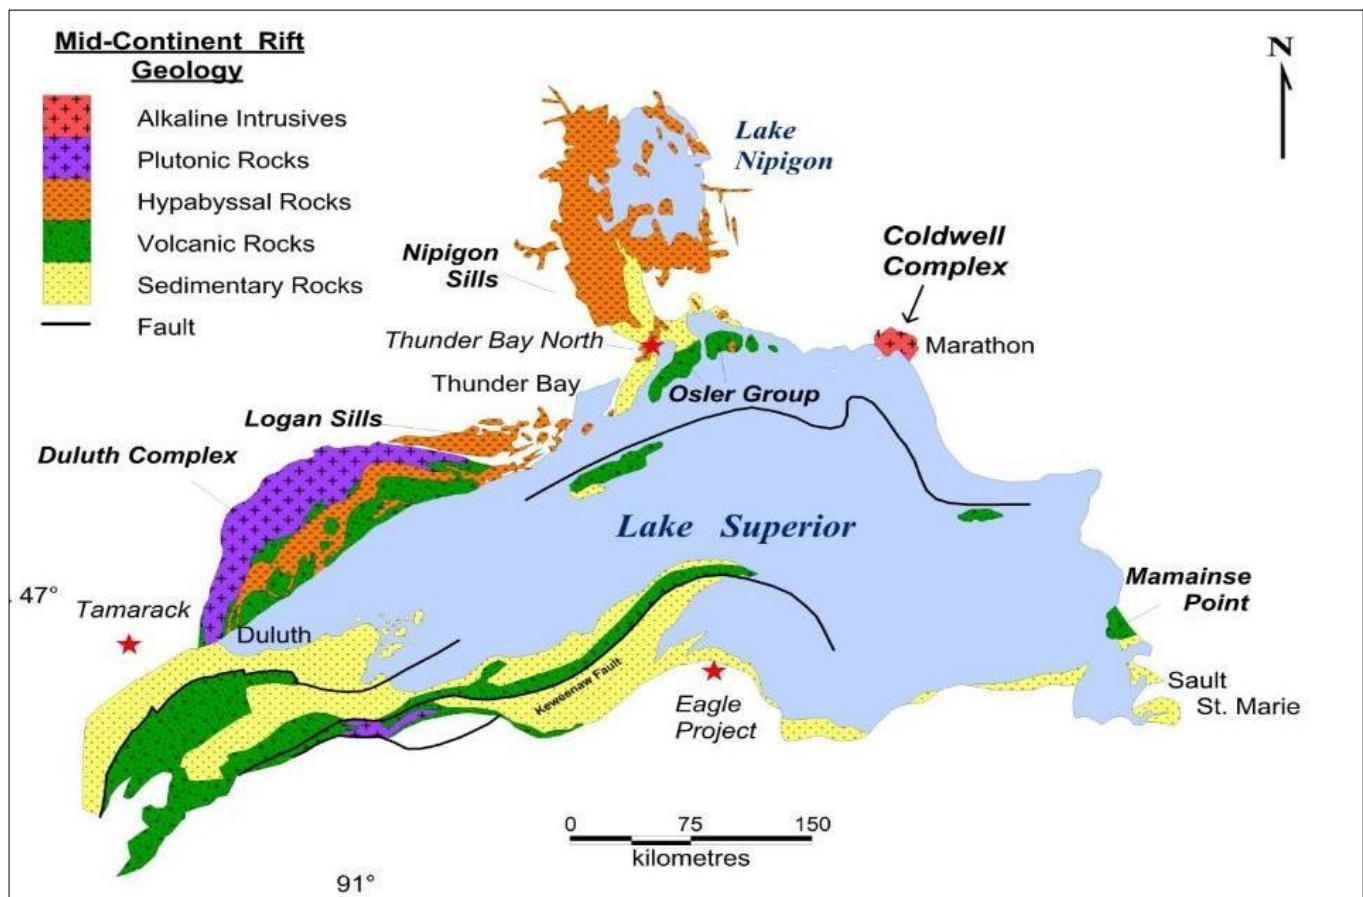 Mid-Continent Rift
Geology
Alkaline Intrusives
Plutonic Rocks
Hypabyssal Rocks
Volcanic Rocks
Sedimentary Rocks
Fault
N
Lake
Nipigon
Coldwell
Complex
Nipigon
Sills
Thunder Bay North
Marathon
Thunder Bay
Osler Group
Logan Sills
Duluth Complex
Lake Superior
. 47°
Tamarack
Mamainse
Point
Duluth
Keweenaw Fault
Eagle
Project
Sault
St. Marie
0 75 150
kilometres
91°